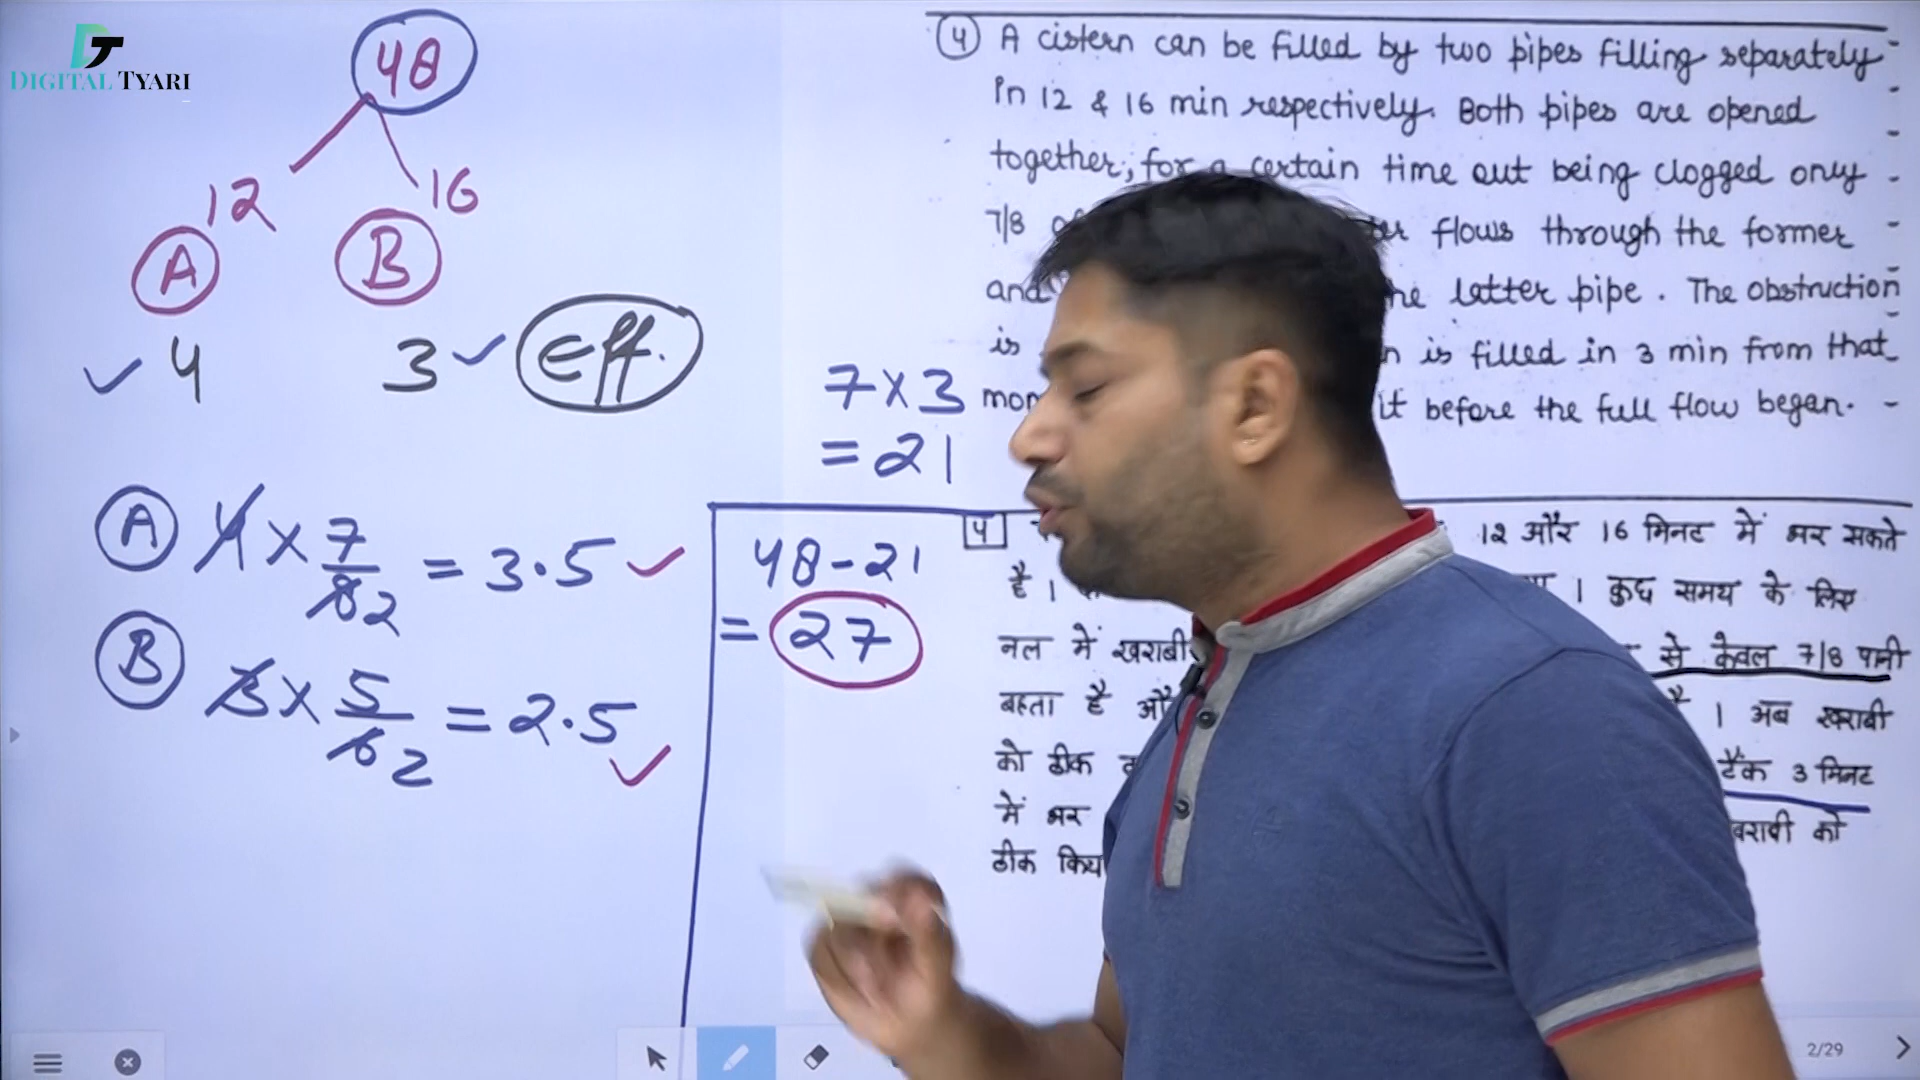 DT
DIGITAL TYARI
48
12 16
A B
4 3 Eff.
A 4 × 7/8 2 = 3.5
B 3 × 5/6 2 = 2.5
7 × 3
= 21
48 - 21
= 27
4 A cistern can be filled by two pipes filling separately
in 12 & 16 min respectively. Both pipes are opened
together, for a certain time out being clogged only
7/8 flows through the former
and latter pipe. The obstruction
is is filled in 3 min from that
it before the full flow began.
4 12 और 16 मिनट में भर सकते
है । । कुछ समय के लिए
नल में खराबी से केवल 7/8 पानी
बहता है । अब खराबी
को ठीक टैंक 3 मिनट
में भर खराबी को
ठीक
2/29